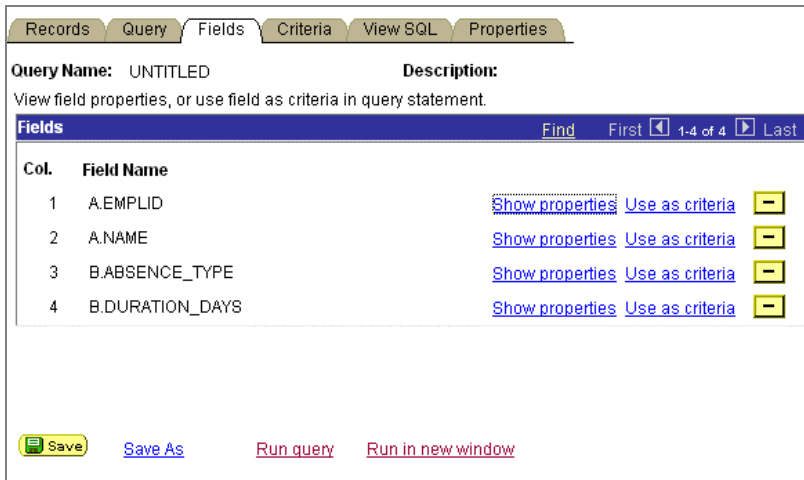 Records Query Fields Criteria View SQL Properties
Query Name: UNTITLED Description:
View field properties, or use field as criteria in query statement.
Fields Find First 1-4 of 4 Last
Col. Field Name
1 A.EMPLID Show properties Use as criteria −
2 A.NAME Show properties Use as criteria −
3 B.ABSENCE_TYPE Show properties Use as criteria −
4 B.DURATION_DAYS Show properties Use as criteria −
Save Save As Run query Run in new window